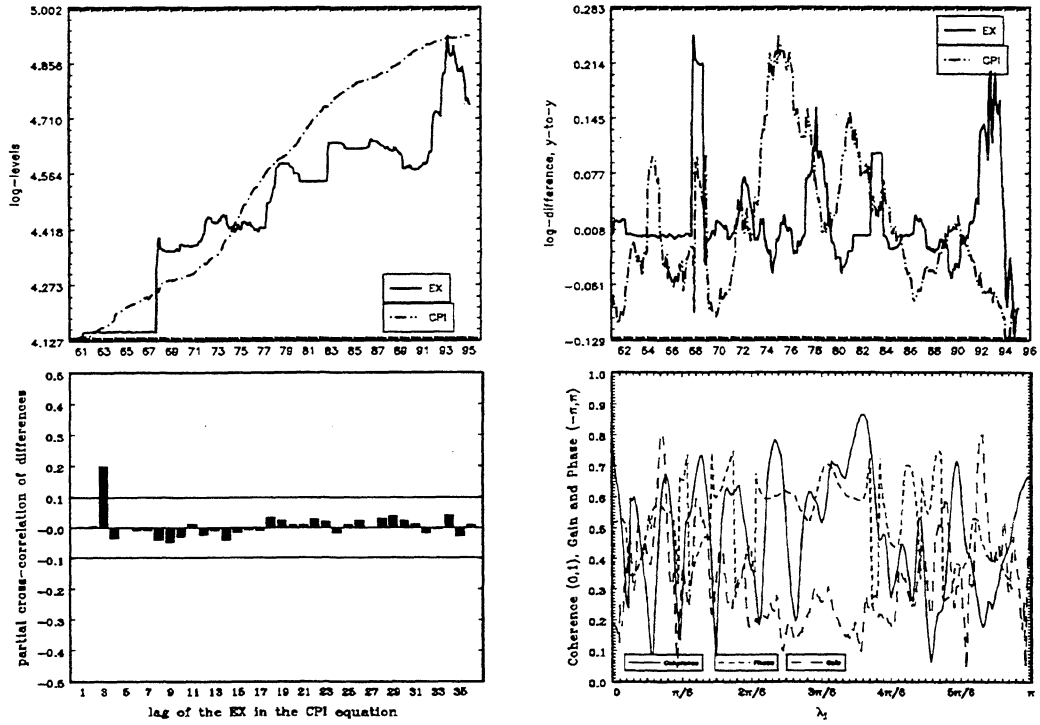 5.002
4.856
4.710
4.564
4.418
4.273
4.127
log-levels
EX
CPI
61 63 65 67 69 71 73 75 77 79 81 83 85 87 89 91 93 95
0.283
0.214
0.145
0.077
0.008
-0.061
-0.129
log-difference, y-to-y
EX
CPI
62 64 66 68 70 72 74 76 78 80 82 84 86 88 90 92 94 96
0.5
0.4
0.3
0.2
0.1
-0.0
-0.1
-0.2
-0.3
-0.4
-0.5
partial cross-correlation of differences
1 3 5 7 9 11 13 15 17 19 21 23 25 27 29 31 33 35
lag of the EX in the CPI equation
1.0
0.9
0.8
0.7
0.6
0.5
0.4
0.3
0.2
0.1
0.0
Coherence (0,1), Gain and Phase (-π,π)
Coherence
Phase
Gain
0 π/6 2π/6 3π/6 4π/6 5π/6 π
λj